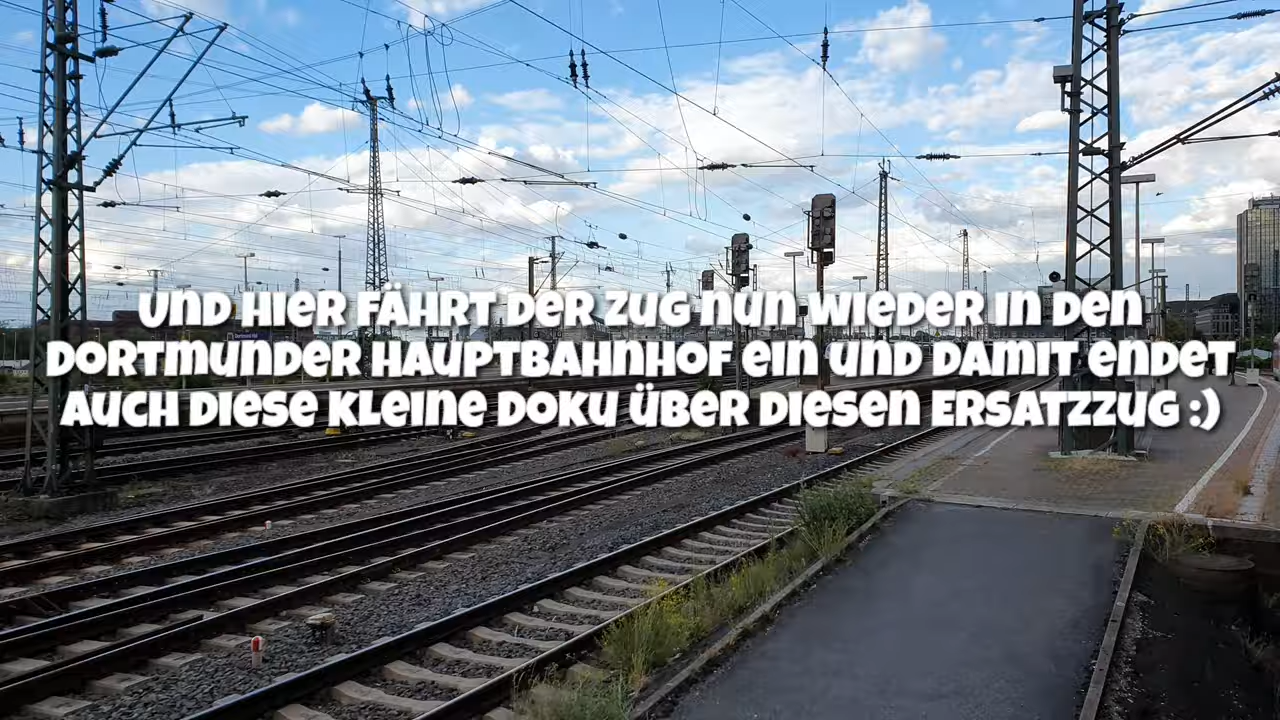 und hier fährt der Zug nun wieder in den
Dortmunder Hauptbahnhof ein und damit endet
auch diese kleine Doku über diesen Ersatzzug :)